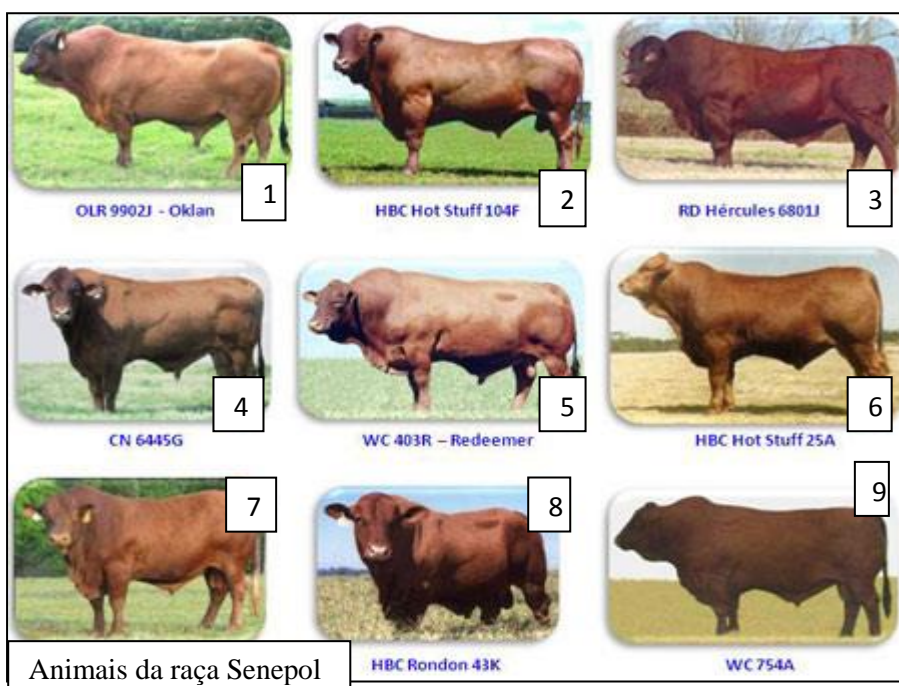 1
2
3
OLR 9902J - Oklan
HBC Hot Stuff 104F
RD Hércules 6801J
4
5
6
CN 6445G
WC 403R – Redeemer
HBC Hot Stuff 25A
7
8
9
Animais da raça Senepol
HBC Rondon 43K
WC 754A